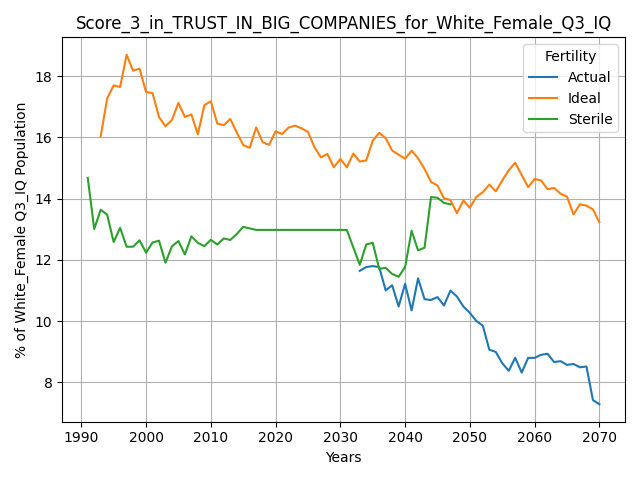 Score_3_in_TRUST_IN_BIG_COMPANIES_for_White_Female_Q3_IQ
Fertility
Actual
Ideal
Sterile
% of White_Female Q3_IQ Population
18
16
14
12
10
8
1990 2000 2010 2020 2030 2040 2050 2060 2070
Years